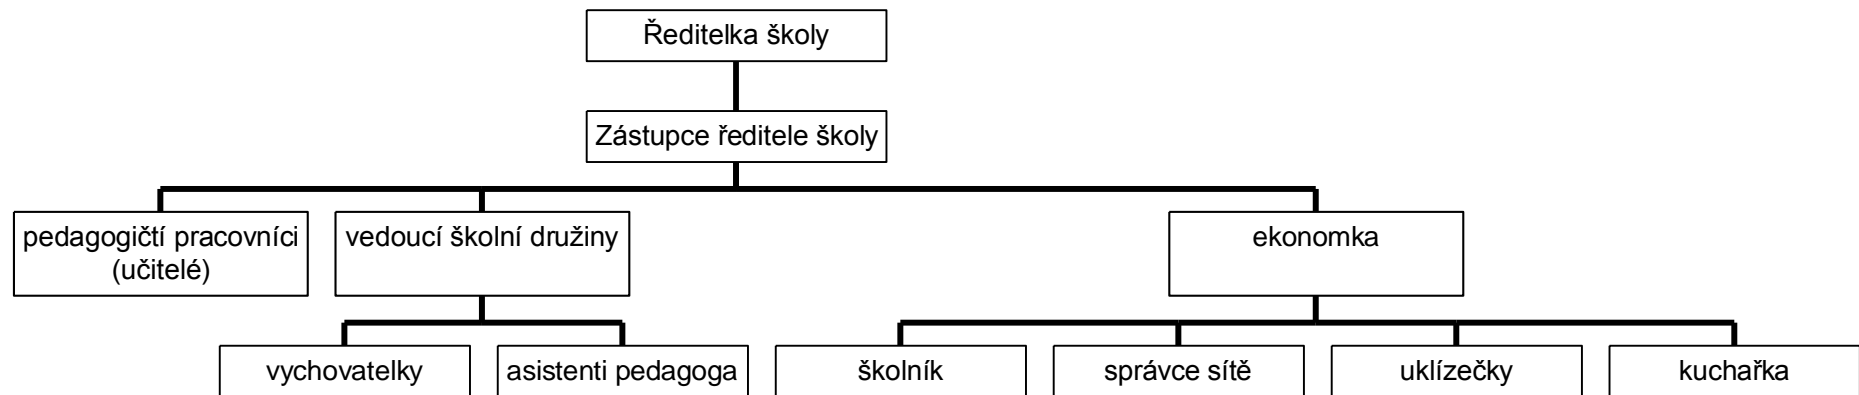 Ředitelka školy
Zástupce ředitele školy
pedagogičtí pracovníci
(učitelé)
vedoucí školní družiny
ekonomka
vychovatelky
asistenti pedagoga
školník
správce sítě
uklízečky
kuchařka